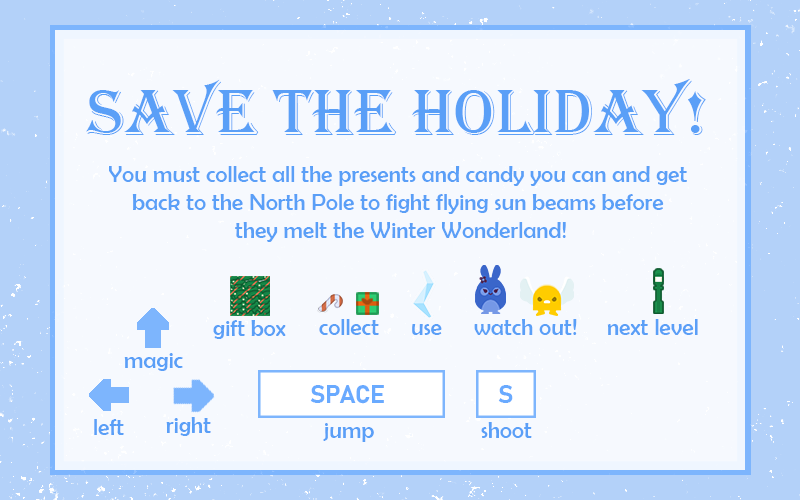 SAVE THE HOLIDAY!
You must collect all the presents and candy you can and get
back to the North Pole to fight flying sun beams before
they melt the Winter Wonderland!
gift box collect use watch out! next level
magic
left right
SPACE S
jump shoot